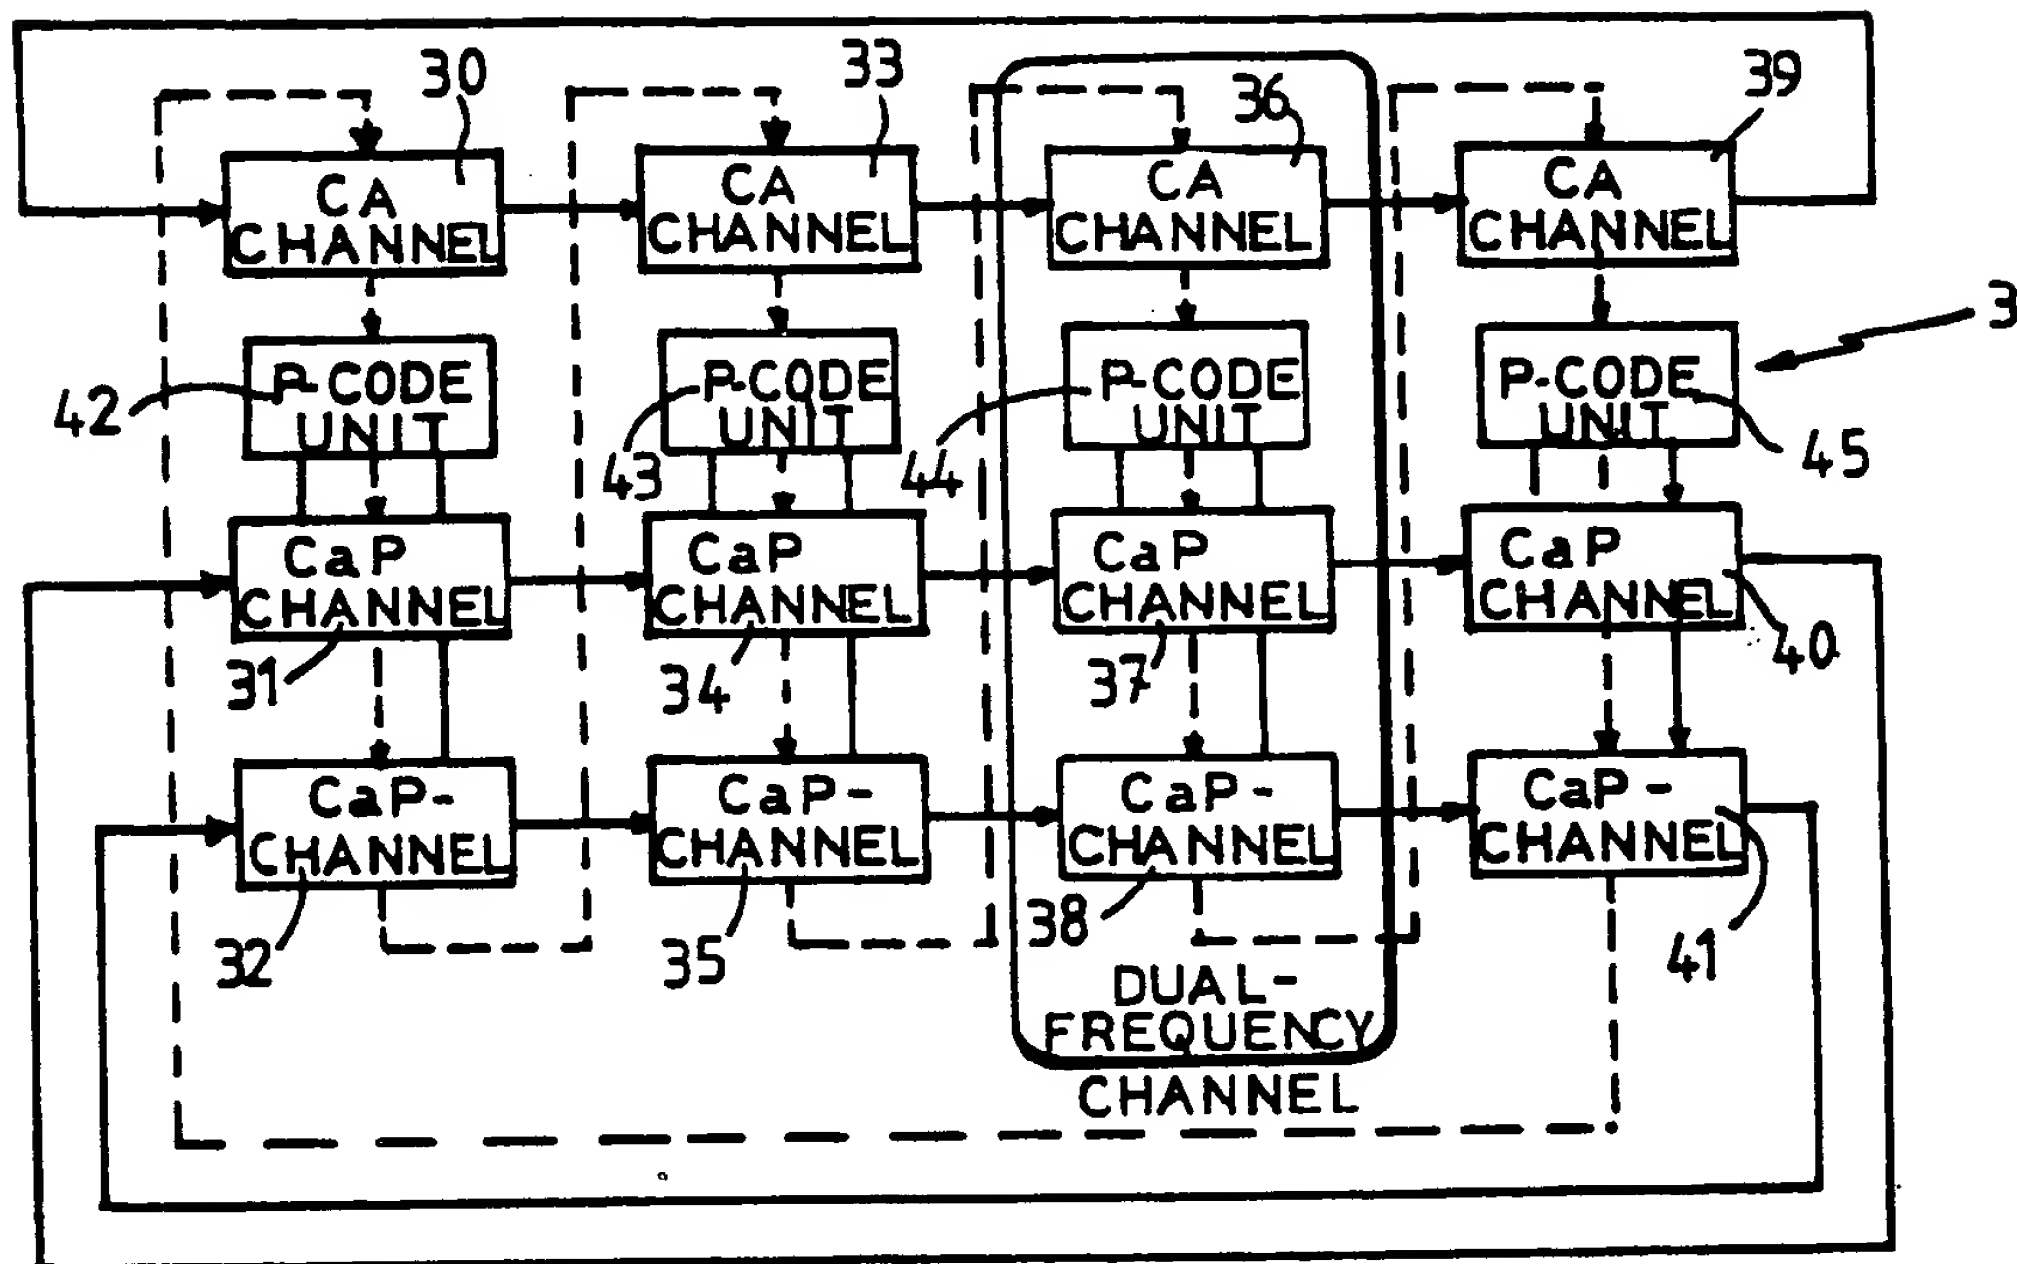 30
33
36
39
CA
CHANNEL
CA
CHANNEL
CA
CHANNEL
CA
CHANNEL
3
P-CODE
UNIT
P-CODE
UNIT
P-CODE
UNIT
P-CODE
UNIT
42
43
44
45
CaP
CHANNEL
CaP
CHANNEL
CaP
CHANNEL
CaP
CHANNEL
31
34
37
40
CaP-
CHANNEL
CaP-
CHANNEL
CaP-
CHANNEL
CaP-
CHANNEL
32
35
38
41
DUAL-
FREQUENCY
CHANNEL